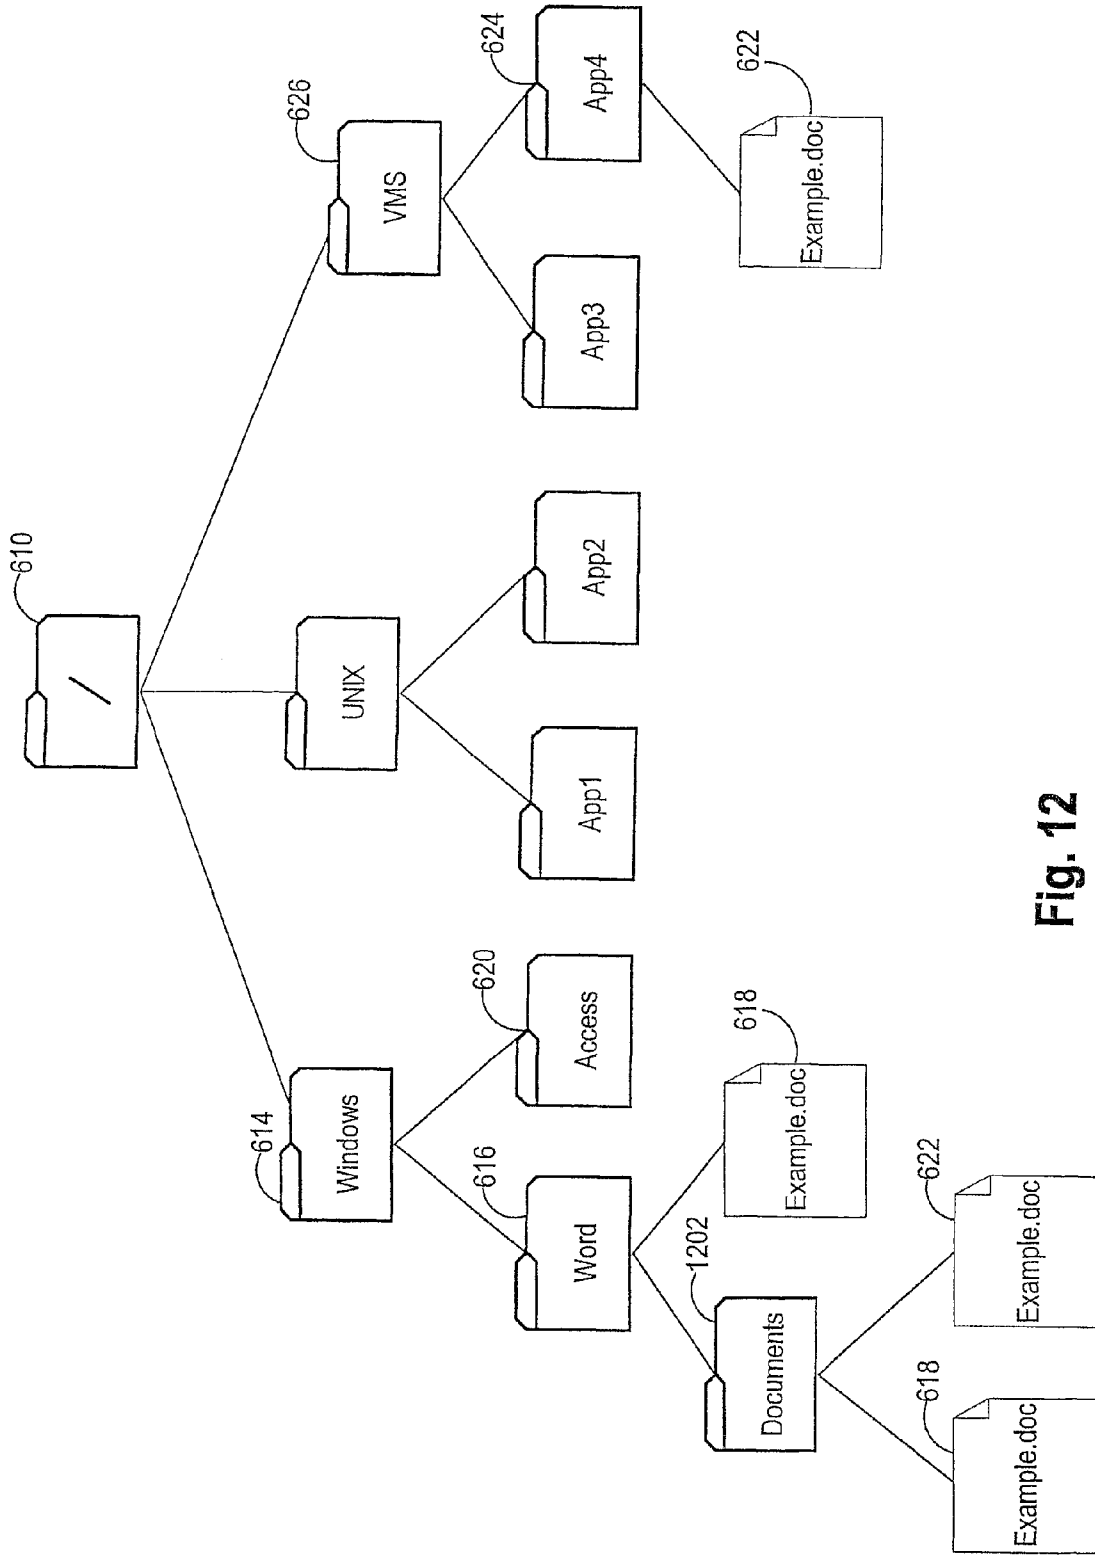 610
/
614
Windows
UNIX
626
VMS
616
Word
620
Access
App1
App2
App3
624
App4
1202
Documents
618
Example.doc
622
Example.doc
618
Example.doc
622
Example.doc
Fig. 12